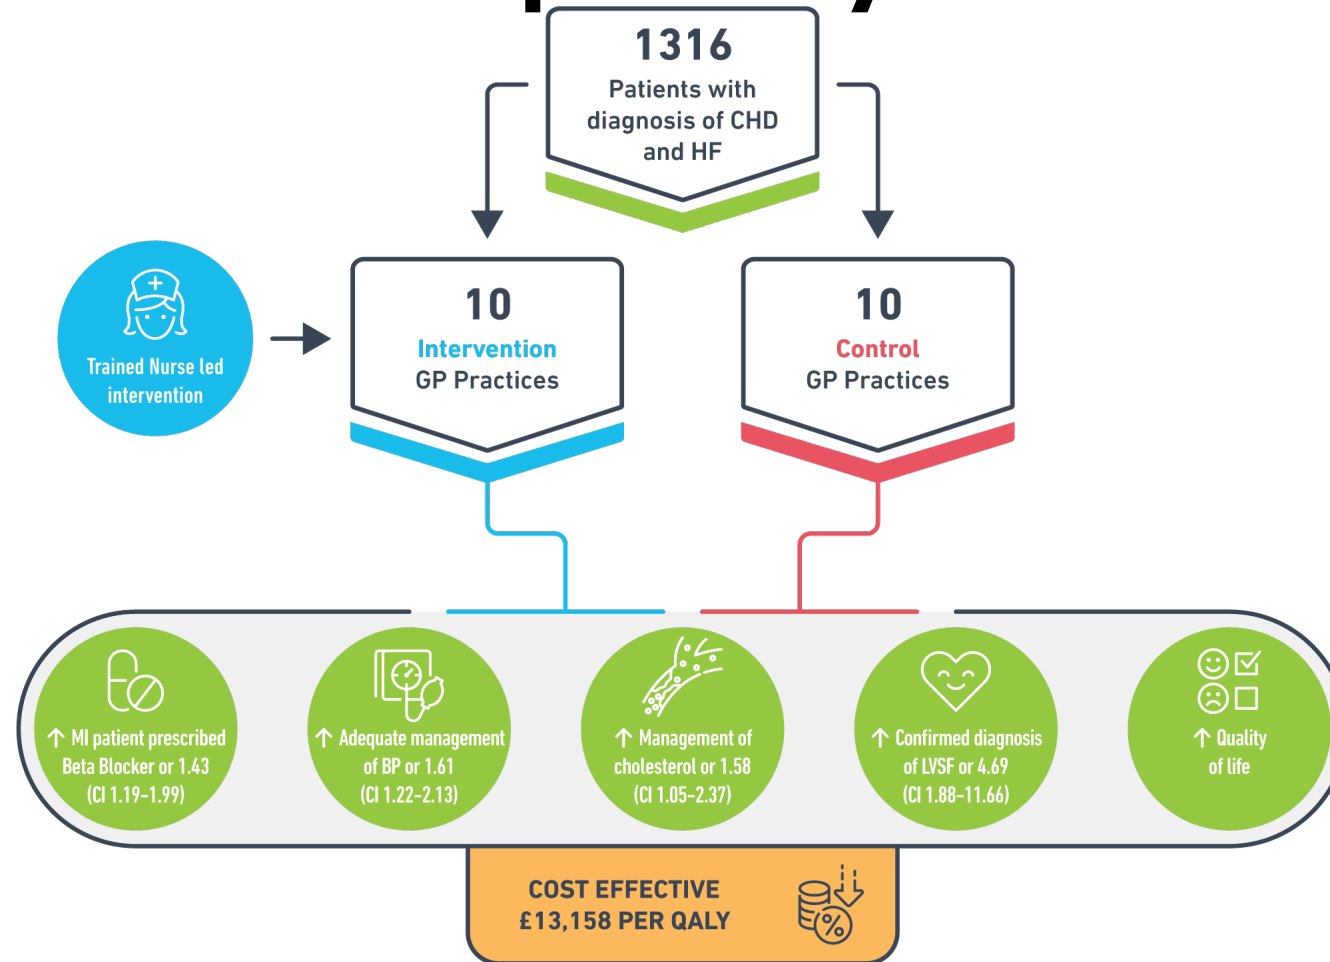 1316
Patients with
diagnosis of CHD
and HF
Trained Nurse led
intervention
10
Intervention
GP Practices
10
Control
GP Practices
↑ MI patient prescribed
Beta Blocker or 1.43
(CI 1.19-1.99)
↑ Adequate management
of BP or 1.61
(CI 1.22-2.13)
↑ Management of
cholesterol or 1.58
(CI 1.05-2.37)
↑ Confirmed diagnosis
of LVSF or 4.69
(CI 1.88-11.66)
↑ Quality
of life
COST EFFECTIVE
£13,158 PER QALY